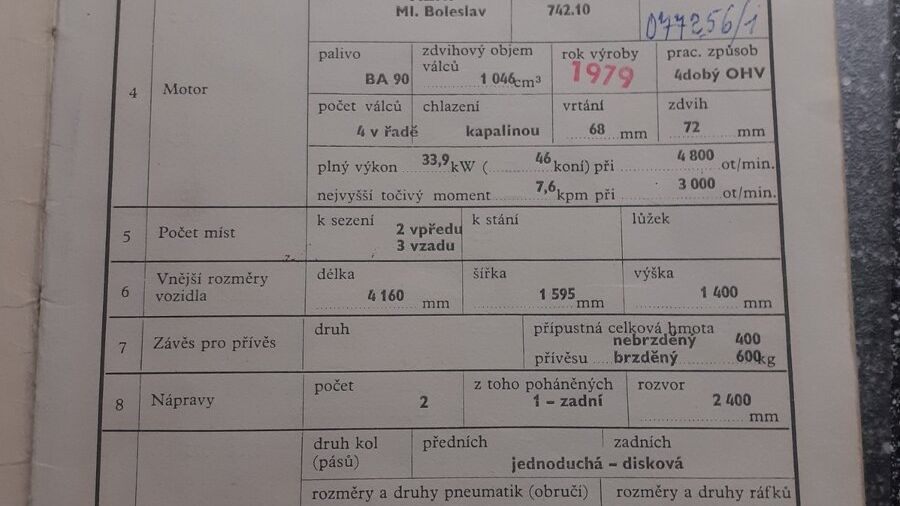 Ml. Boleslav 742.10
077256/1
4 Motor
palivo BA 90
zdvihový objem válců 1 046 cm³
rok výroby 1979
prac. způsob 4dobý OHV
počet válců 4 v řadě
chlazení kapalinou
vrtání 68 mm
zdvih 72 mm
plný výkon 33,9 kW ( 46 koní) při 4 800 ot/min.
nejvyšší točivý moment 7,6 kpm při 3 000 ot/min.
5 Počet míst
k sezení 2 vpředu
3 vzadu
k stání
lůžek
6 Vnější rozměry vozidla
délka 4 160 mm
šířka 1 595 mm
výška 1 400 mm
7 Závěs pro přívěs
druh
přípustná celková hmota
nebrzděný 400
přívěsu brzděný 600 kg
8 Nápravy
počet 2
z toho poháněných 1 – zadní
rozvor 2 400 mm
druh kol (pásů)
předních zadních
jednoduchá – disková
rozměry a druhy pneumatik (obručí) rozměry a druhy ráfků